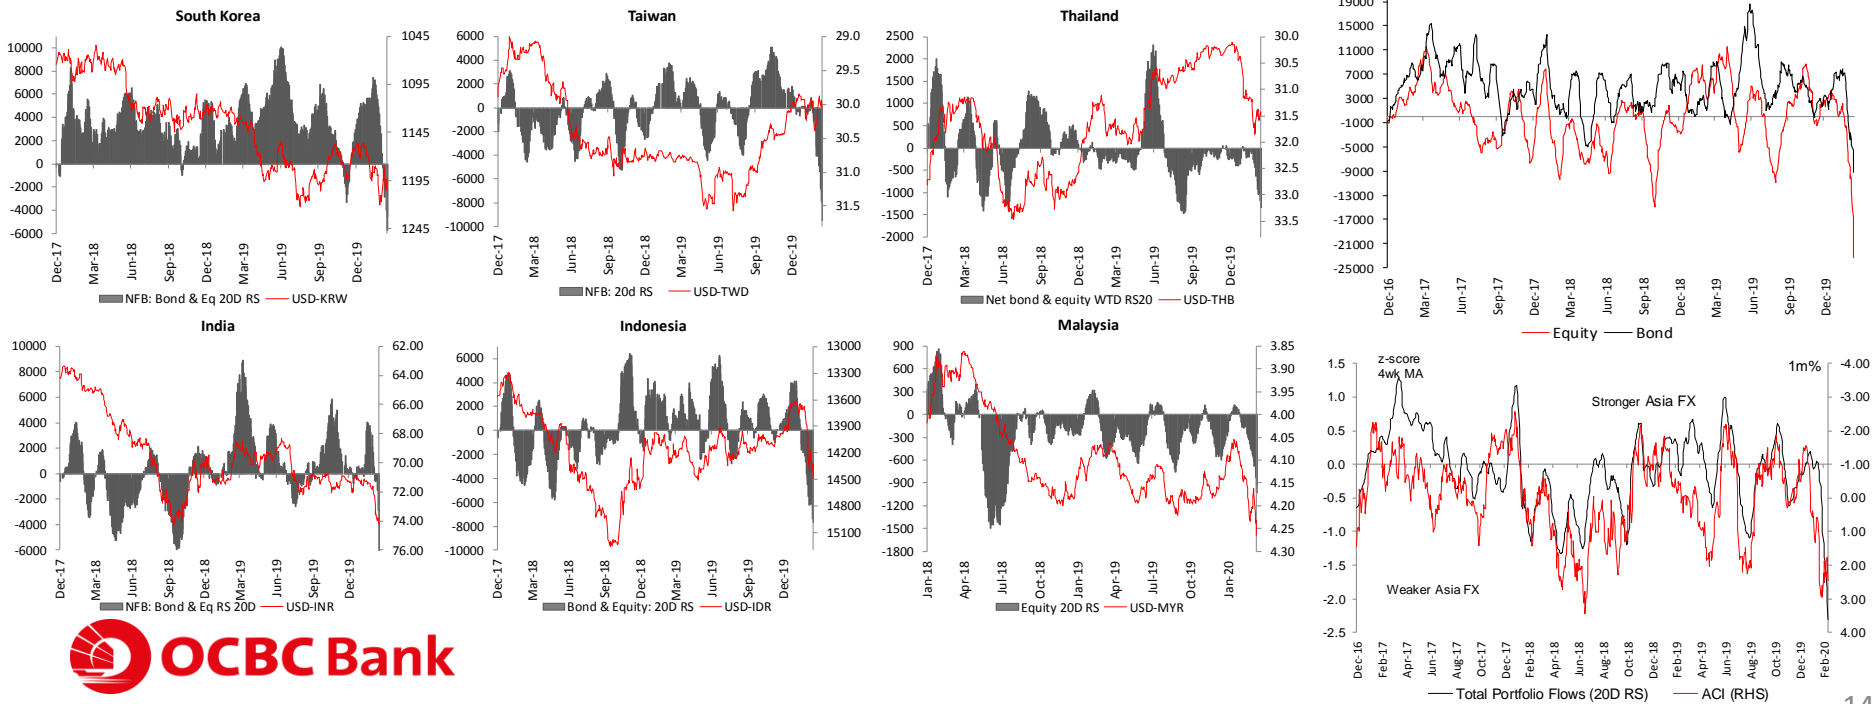 South Korea
10000
8000
6000
4000
2000
0
-2000
-4000
-6000
1045
1095
1145
1195
1245
Dec-17
Mar-18
Jun-18
Sep-18
Dec-18
Mar-19
Jun-19
Sep-19
Dec-19
NFB: Bond & Eq 20D RS
USD-KRW
Taiwan
6000
4000
2000
0
-2000
-4000
-6000
-8000
-10000
29.0
29.5
30.0
30.5
31.0
31.5
Dec-17
Mar-18
Jun-18
Sep-18
Dec-18
Mar-19
Jun-19
Sep-19
Dec-19
NFB: 20d RS
USD-TWD
Thailand
2500
2000
1500
1000
500
0
-500
-1000
-1500
-2000
30.0
30.5
31.0
31.5
32.0
32.5
33.0
33.5
Dec-17
Mar-18
Jun-18
Sep-18
Dec-18
Mar-19
Jun-19
Sep-19
Dec-19
Net bond & equity WTD RS20
USD-THB
19000
15000
11000
7000
3000
-1000
-5000
-9000
-13000
-17000
-21000
-25000
Dec-16
Mar-17
Jun-17
Sep-17
Dec-17
Mar-18
Jun-18
Sep-18
Dec-18
Mar-19
Jun-19
Sep-19
Dec-19
Equity
Bond
India
10000
8000
6000
4000
2000
0
-2000
-4000
-6000
62.00
64.00
66.00
68.00
70.00
72.00
74.00
76.00
Dec-17
Mar-18
Jun-18
Sep-18
Dec-18
Mar-19
Jun-19
Sep-19
Dec-19
NFB: Bond & Eq RS 20D
USD-INR
Indonesia
6000
4000
2000
0
-2000
-4000
-6000
-8000
-10000
13000
13300
13600
13900
14200
14500
14800
15100
Dec-17
Mar-18
Jun-18
Sep-18
Dec-18
Mar-19
Jun-19
Sep-19
Dec-19
Bond & Equity: 20D RS
USD-IDR
Malaysia
900
600
300
0
-300
-600
-900
-1200
-1500
-1800
3.85
3.90
3.95
4.00
4.05
4.10
4.15
4.20
4.25
4.30
Jan-18
Apr-18
Jul-18
Oct-18
Jan-19
Apr-19
Jul-19
Oct-19
Jan-20
Equity 20D RS
USD-MYR
1.5
1.0
0.5
0.0
-0.5
-1.0
-1.5
-2.0
-2.5
z-score
4wk MA
1m%
Stronger Asia FX
Weaker Asia FX
-4.00
-3.00
-2.00
-1.00
0.00
1.00
2.00
3.00
4.00
Dec-16
Feb-17
Apr-17
Jun-17
Aug-17
Oct-17
Dec-17
Feb-18
Apr-18
Jun-18
Aug-18
Oct-18
Dec-18
Feb-19
Apr-19
Jun-19
Aug-19
Oct-19
Dec-19
Feb-20
Total Portfolio Flows (20D RS)
ACI (RHS)
OCBC Bank
14